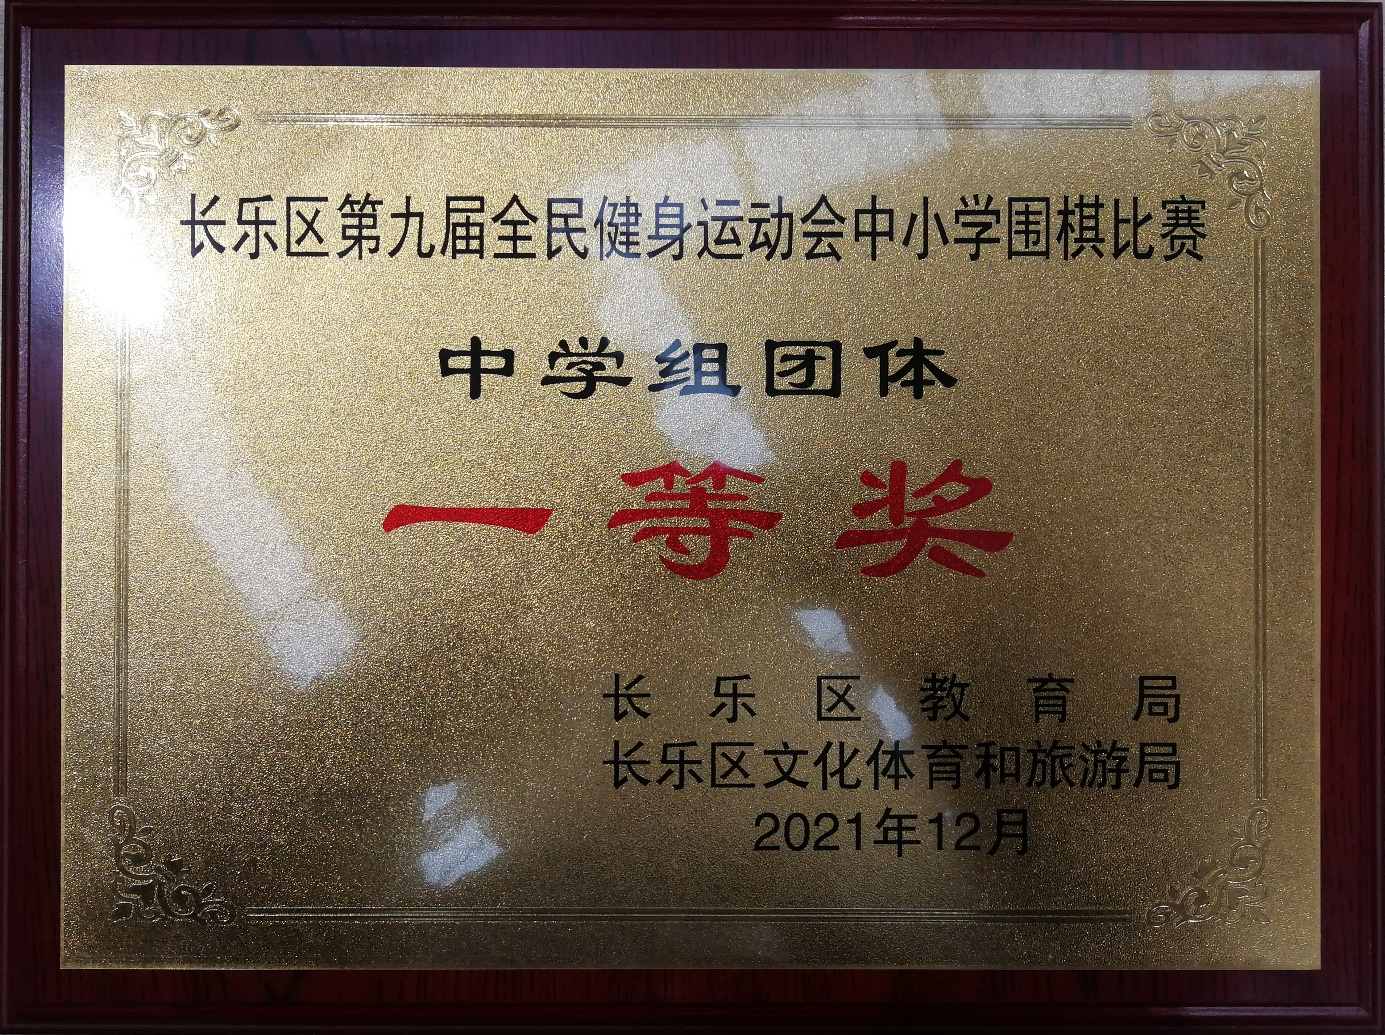 长乐区第九届全民健身运动会中小学围棋比赛
中学组团体
一等奖
长乐区教育局
长乐区文化体育和旅游局
2021年12月